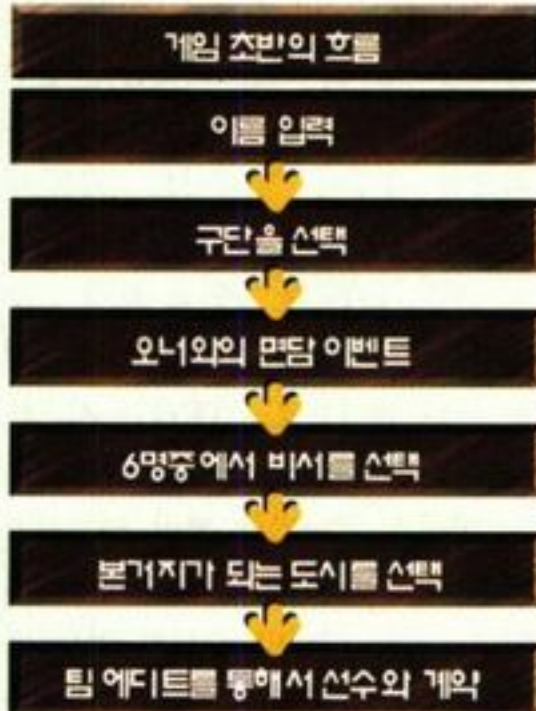 게임 초반의 흐름
이름 입력
구단을 선택
오너와의 면담 이벤트
6명중에서 비서를 선택
본거지가 되는 도시를 선택
팀 에디트를 통해서 선수와 계약